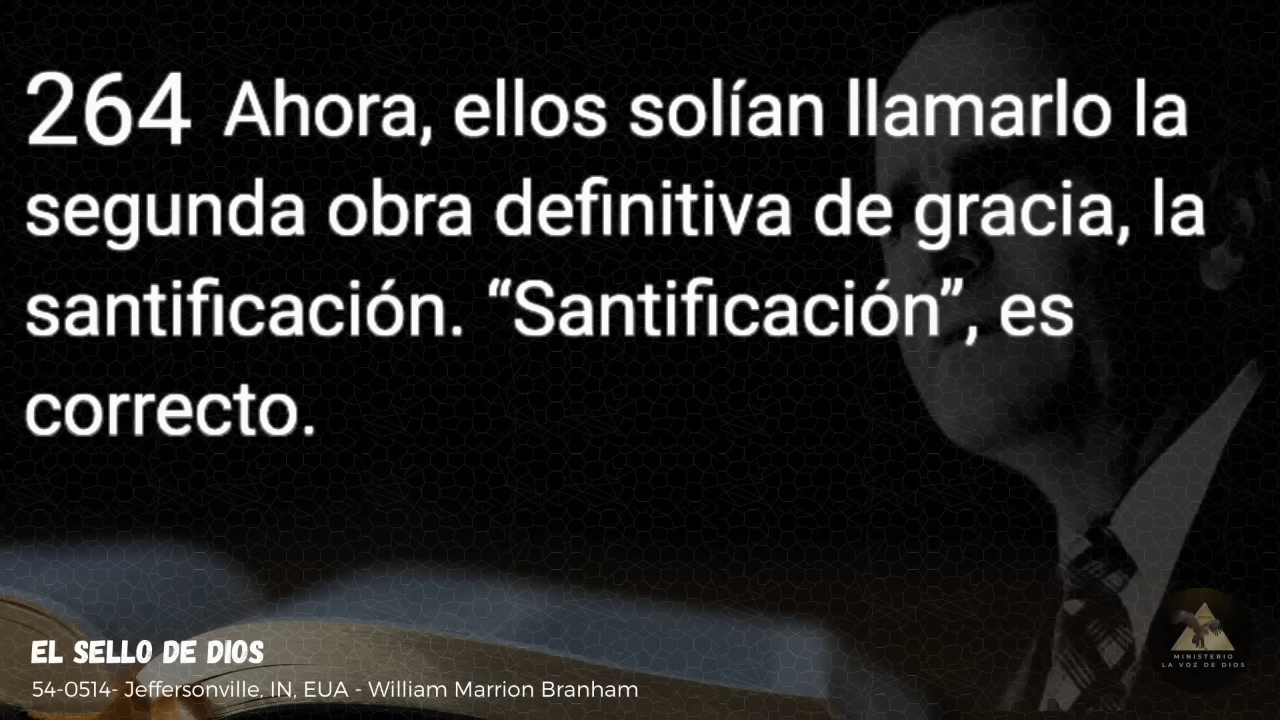 264 Ahora, ellos solían llamarlo la
segunda obra definitiva de gracia, la
santificación. “Santificación”, es
correcto.
EL SELLO DE DIOS
54-0514- Jeffersonville, IN, EUA - William Marrion Branham
MINISTERIO
LA VOZ DE DIOS